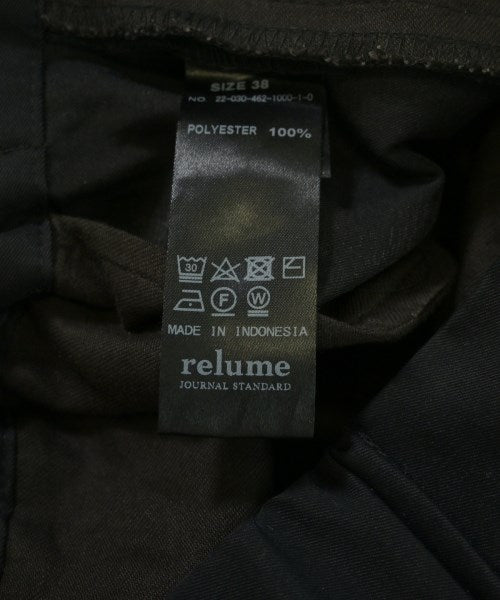 SIZE 38
NO. 22-030-462-1000-1-0
POLYESTER 100%
30
F W
MADE IN INDONESIA
relume
JOURNAL STANDARD